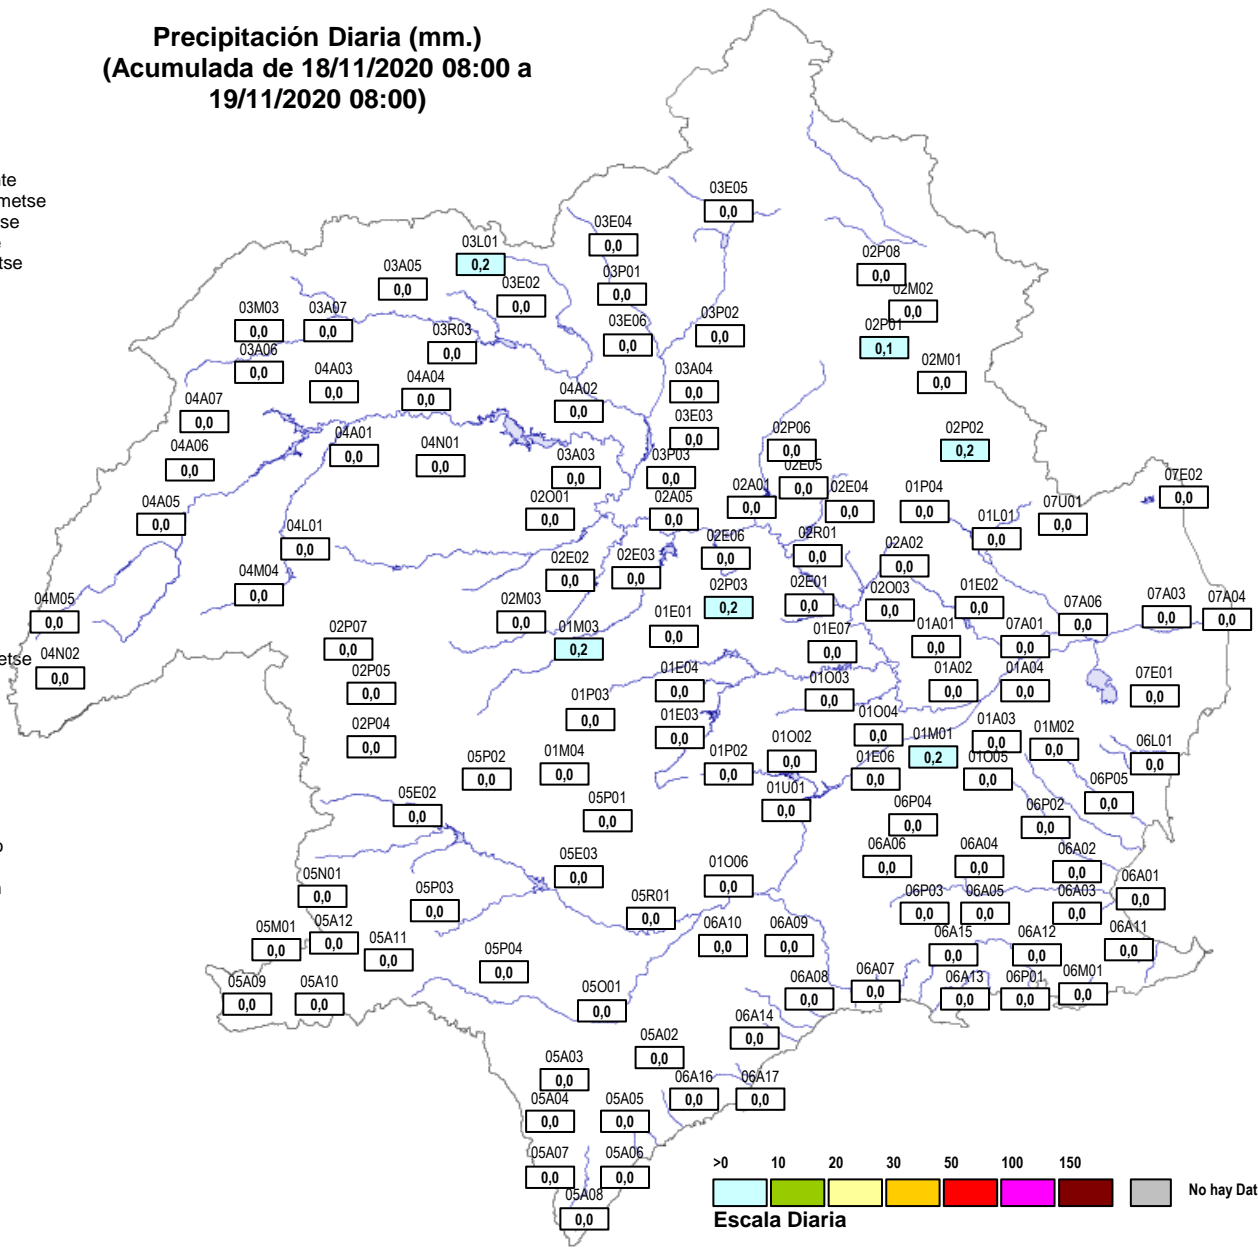 Precipitación Diaria (mm.)
(Acumulada de 18/11/2020 08:00 a
19/11/2020 08:00)
te
metse
se
e
tse
etse
o
n
03E05
0,0
03E04
0,0
03L01
0,2
02P08
0,0
03A05
0,0
03P01
0,0
03E02
0,0
02M02
0,0
03M03
0,0
03A07
0,0
03P02
0,0
03E06
0,0
02P01
0,1
03R03
0,0
03A06
0,0
02M01
0,0
04A03
0,0
04A04
0,0
03A04
0,0
04A02
0,0
04A07
0,0
03E03
0,0
04A01
0,0
02P06
0,0
02P02
0,2
04A06
0,0
04N01
0,0
03A03
0,0
03P03
0,0
02E05
0,0
07E02
0,0
02A01
0,0
02E04
0,0
01P04
0,0
04A05
0,0
02O01
0,0
02A05
0,0
07U01
0,0
01L01
0,0
04L01
0,0
02E06
0,0
02R01
0,0
02A02
0,0
02E02
0,0
02E03
0,0
04M04
0,0
02P03
0,2
02E01
0,0
02O03
0,0
01E02
0,0
07A03
0,0
07A04
0,0
04M05
0,0
02M03
0,0
07A06
0,0
01E01
0,0
02P07
0,0
01M03
0,2
01E07
0,0
01A01
0,0
07A01
0,0
04N02
0,0
02P05
0,0
01E04
0,0
01O03
0,0
01A02
0,0
01A04
0,0
07E01
0,0
01P03
0,0
01E03
0,0
01O04
0,0
02P04
0,0
01A03
0,0
01M02
0,0
01M01
0,2
01O02
0,0
06L01
0,0
05P02
0,0
01M04
0,0
01P02
0,0
01E06
0,0
01O05
0,0
05E02
0,0
01U01
0,0
06P05
0,0
05P01
0,0
06P04
0,0
06P02
0,0
05E03
0,0
06A06
0,0
06A04
0,0
06A02
0,0
05N01
0,0
01O06
0,0
06A01
0,0
05P03
0,0
05R01
0,0
06P03
0,0
06A05
0,0
06A03
0,0
05M01
0,0
05A12
0,0
06A10
0,0
06A09
0,0
06A15
0,0
06A12
0,0
06A11
0,0
05A11
0,0
05P04
0,0
05A09
0,0
05A10
0,0
05O01
0,0
06A08
0,0
06A07
0,0
06A13
0,0
06P01
0,0
06M01
0,0
06A14
0,0
05A02
0,0
05A03
0,0
06A16
0,0
06A17
0,0
05A04
0,0
05A05
0,0
05A07
0,0
05A06
0,0
05A08
0,0
>0 10 20 30 50 100 150
No hay Dat
Escala Diaria